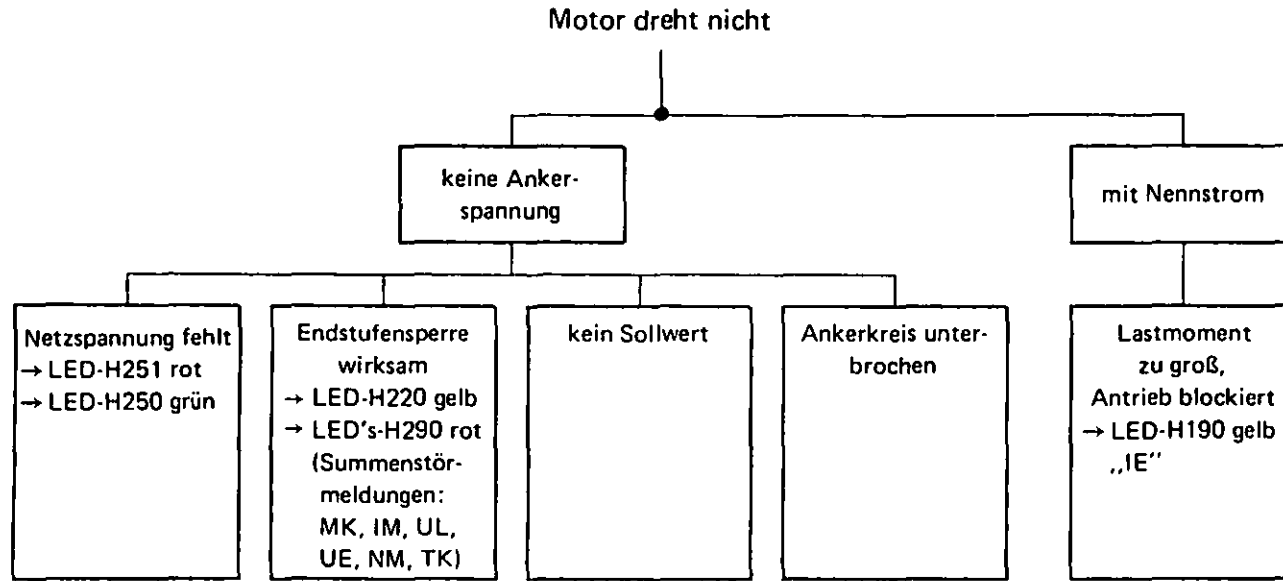 Motor dreht nicht
keine Anker-
spannung
mit Nennstrom
Netzspannung fehlt
→ LED-H251 rot
→ LED-H250 grün
Endstufensperre
wirksam
→ LED-H220 gelb
→ LED's-H290 rot
(Summenstör-
meldungen:
MK, IM, UL,
UE, NM, TK)
kein Sollwert
Ankerkreis unter-
brochen
Lastmoment
zu groß,
Antrieb blockiert
→ LED-H190 gelb
,,IE"